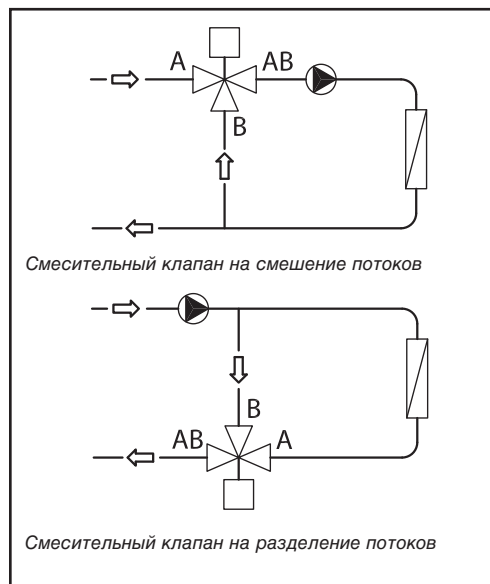 A AB
B
Смесительный клапан на смешение потоков
B
AB A
Смесительный клапан на разделение потоков